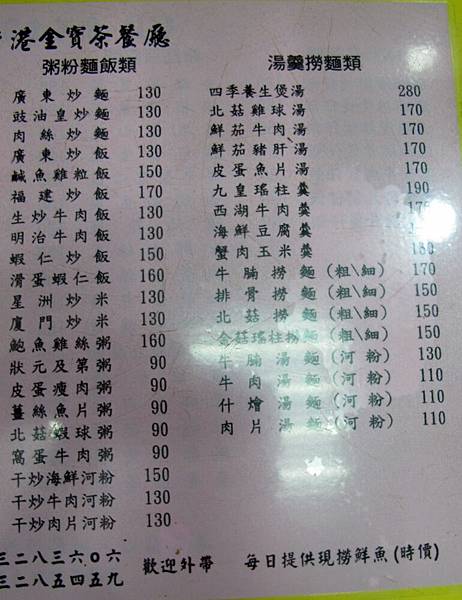 港金寶茶餐廳
粥粉麵飯類
廣東炒麵 130
豉油皇炒麵 130
肉絲炒麵 130
廣東炒飯 130
鹹魚雞粒飯 150
福建炒飯 170
生炒牛肉飯 130
明治牛肉飯 130
蝦仁炒飯 150
滑蛋蝦仁飯 160
星洲炒米 130
廈門炒米 130
鮑魚雞絲粥 160
狀元及第粥 90
皮蛋瘦肉粥 90
薑絲魚片粥 90
北菇蝦球粥 90
窩蛋牛肉粥 90
干炒海鮮河粉 150
干炒牛肉河粉 130
干炒肉片河粉 130
湯羹撈麵類
四季養生煲湯 280
北菇雞球湯 170
鮮茄牛肉湯 170
鮮茄豬肝湯 170
皮蛋魚片湯 170
九皇瑤柱羹 190
西湖牛肉羹
海鮮豆腐羹
蟹肉玉米羹
牛腩撈麵(粗\細) 170
排骨撈麵(粗\細) 150
北菇撈麵(粗\細) 150
金菇瑤柱撈麵(粗\細) 150
牛腩湯麵(河粉) 130
牛肉湯麵(河粉) 110
什燴湯麵(河粉) 110
肉片湯麵(河粉) 110
三二八三六〇六
三二八五四五九
歡迎外帶 每日提供現撈鮮魚(時價)